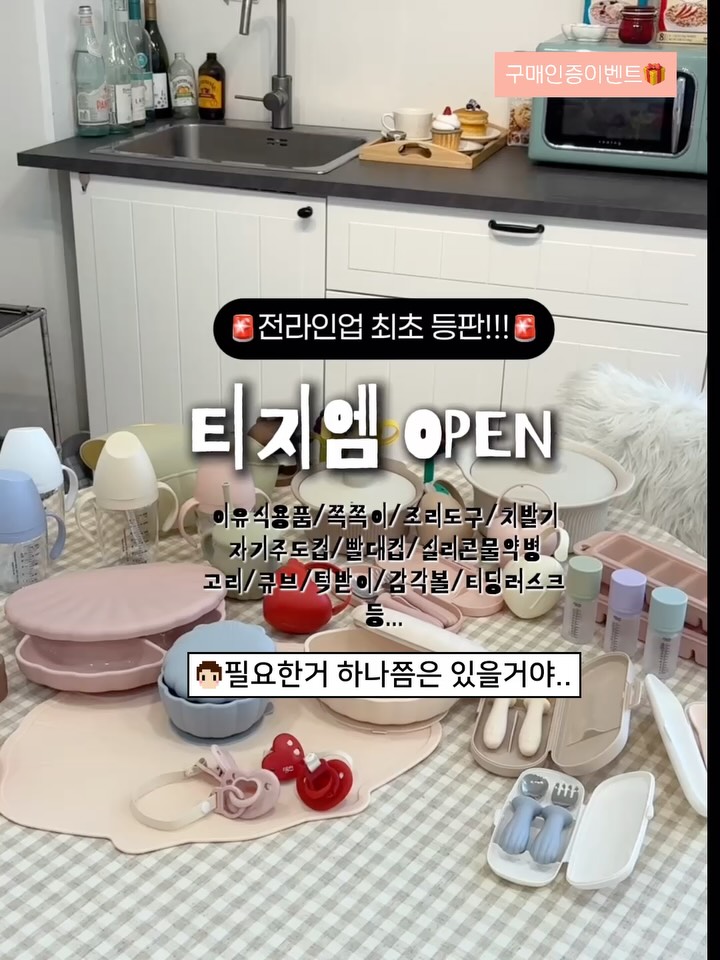 구매인증이벤트🎁
🚨전라인업 최초 등판!!!🚨
티지엠 OPEN
이유식용품/쪽쪽이/조리도구/치발기
자기주도컵/빨대컵/실리콘물약병
고리/큐브/턱받이/감각볼/티딩러스크
등...
👦🏻필요한거 하나쯤은 있을거야..